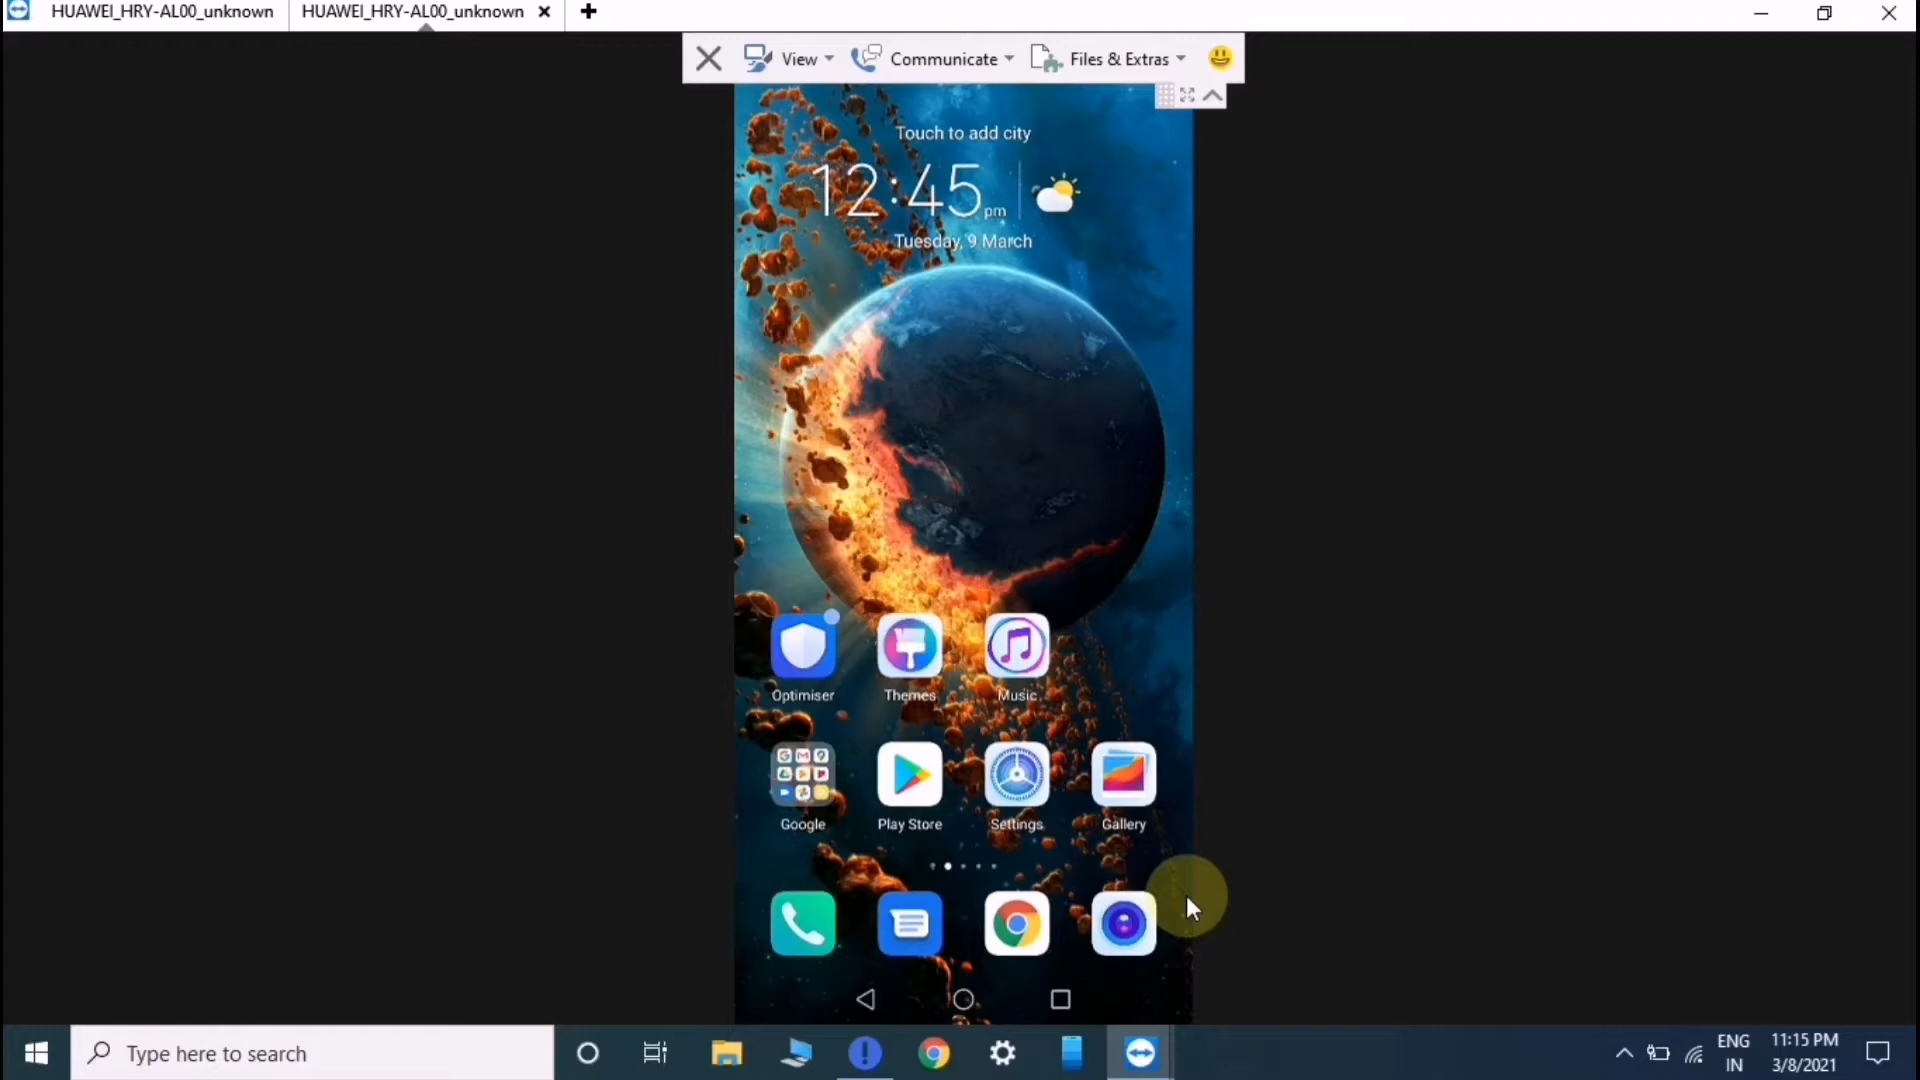 HUAWEI_HRY-AL00_unknown
HUAWEI_HRY-AL00_unknown
View
Communicate
Files & Extras
Touch to add city
12:45 pm
Tuesday, 9 March
Optimiser
Themes
Music
Google
Play Store
Settings
Gallery
Type here to search
ENG
IN
11:15 PM
3/8/2021